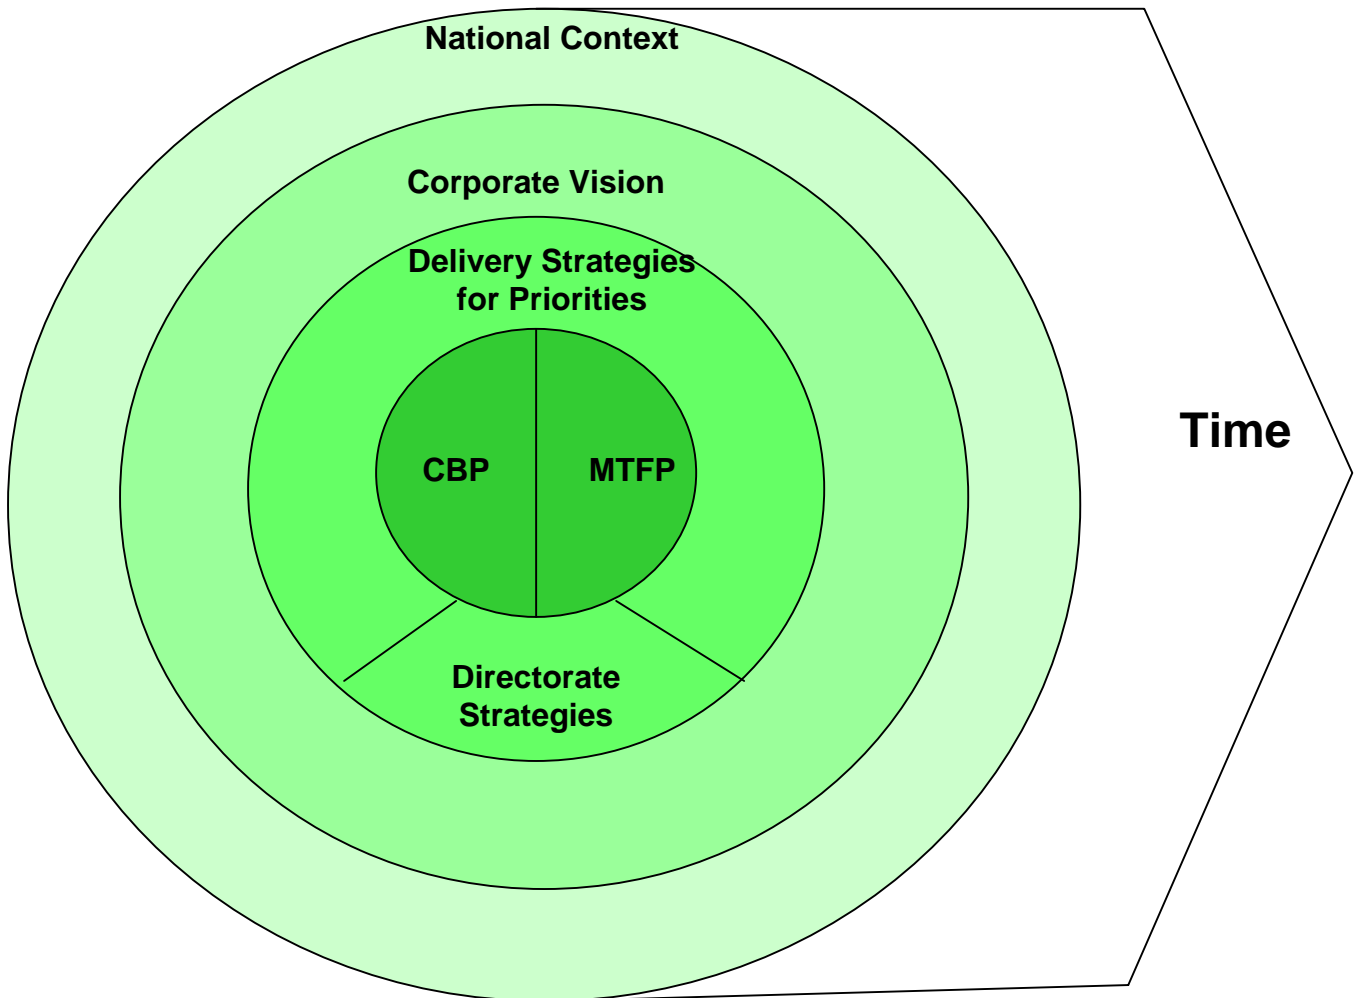 National Context
Corporate Vision
Delivery Strategies
for Priorities
Time
CBP
MTFP
Directorate
Strategies